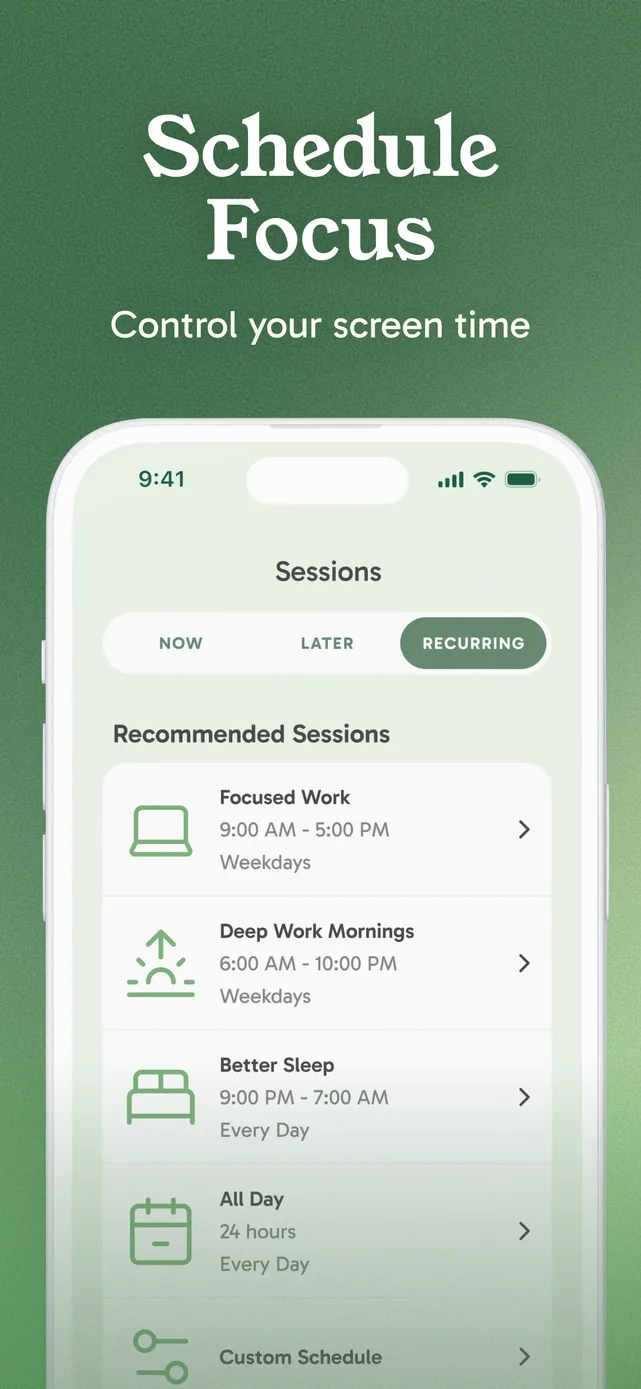 Schedule
Focus
Control your screen time
9:41
Sessions
NOW LATER RECURRING
Recommended Sessions
Focused Work
9:00 AM - 5:00 PM
Weekdays
Deep Work Mornings
6:00 AM - 10:00 PM
Weekdays
Better Sleep
9:00 PM - 7:00 AM
Every Day
All Day
24 hours
Every Day
Custom Schedule